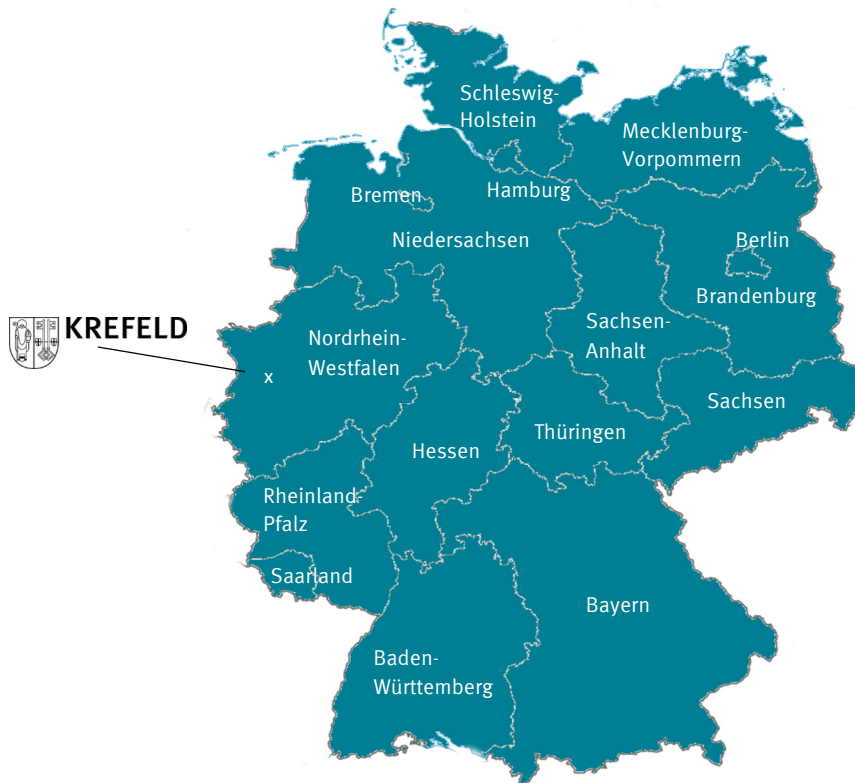 Schleswig-
Holstein
Mecklenburg-
Vorpommern
Hamburg
Bremen
Niedersachsen
Berlin
Brandenburg
KREFELD
Nordrhein-
Westfalen
x
Sachsen-
Anhalt
Sachsen
Thüringen
Hessen
Rheinland-
Pfalz
Saarland
Bayern
Baden-
Württemberg